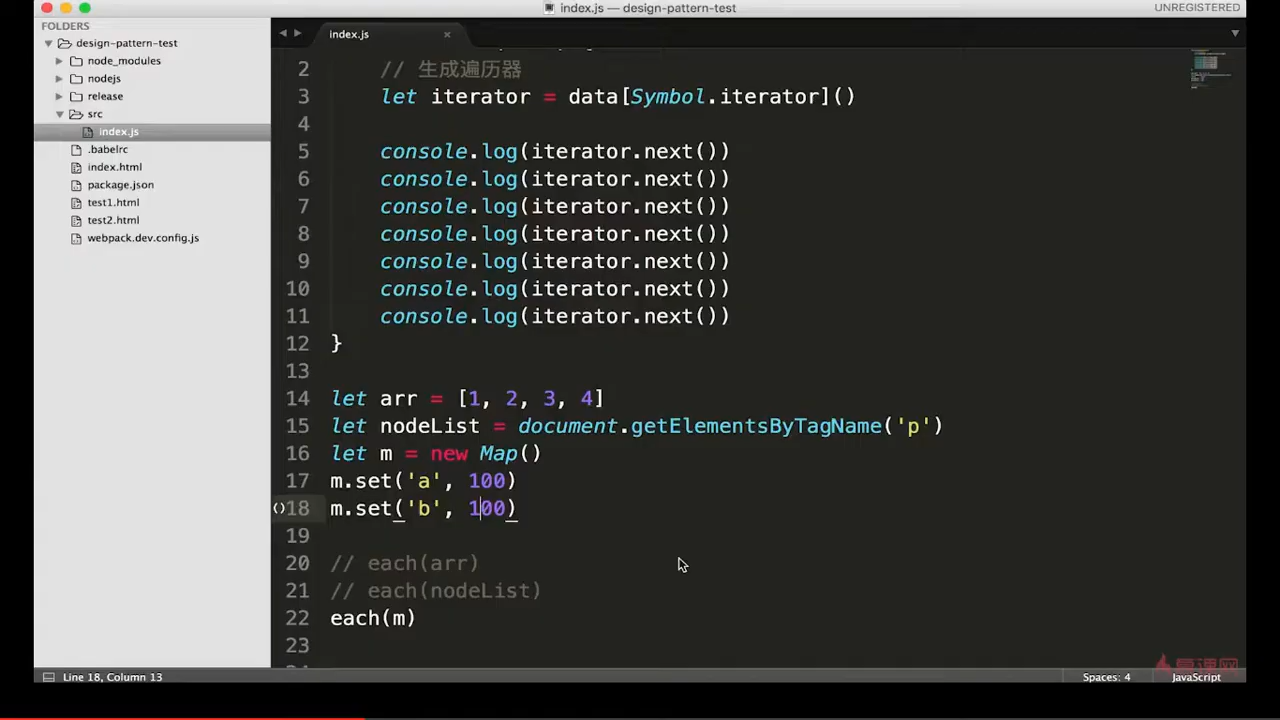 index.js — design-pattern-test
UNREGISTERED
FOLDERS
design-pattern-test
node_modules
nodejs
release
src
index.js
.babelrc
index.html
package.json
test1.html
test2.html
webpack.dev.config.js
index.js
2 // 生成遍历器
3 let iterator = data[Symbol.iterator]()
4
5 console.log(iterator.next())
6 console.log(iterator.next())
7 console.log(iterator.next())
8 console.log(iterator.next())
9 console.log(iterator.next())
10 console.log(iterator.next())
11 console.log(iterator.next())
12 }
13
14 let arr = [1, 2, 3, 4]
15 let nodeList = document.getElementsByTagName('p')
16 let m = new Map()
17 m.set('a', 100)
18 m.set('b', 100)
19
20 // each(arr)
21 // each(nodeList)
22 each(m)
23
Line 18, Column 13
Spaces: 4
JavaScript